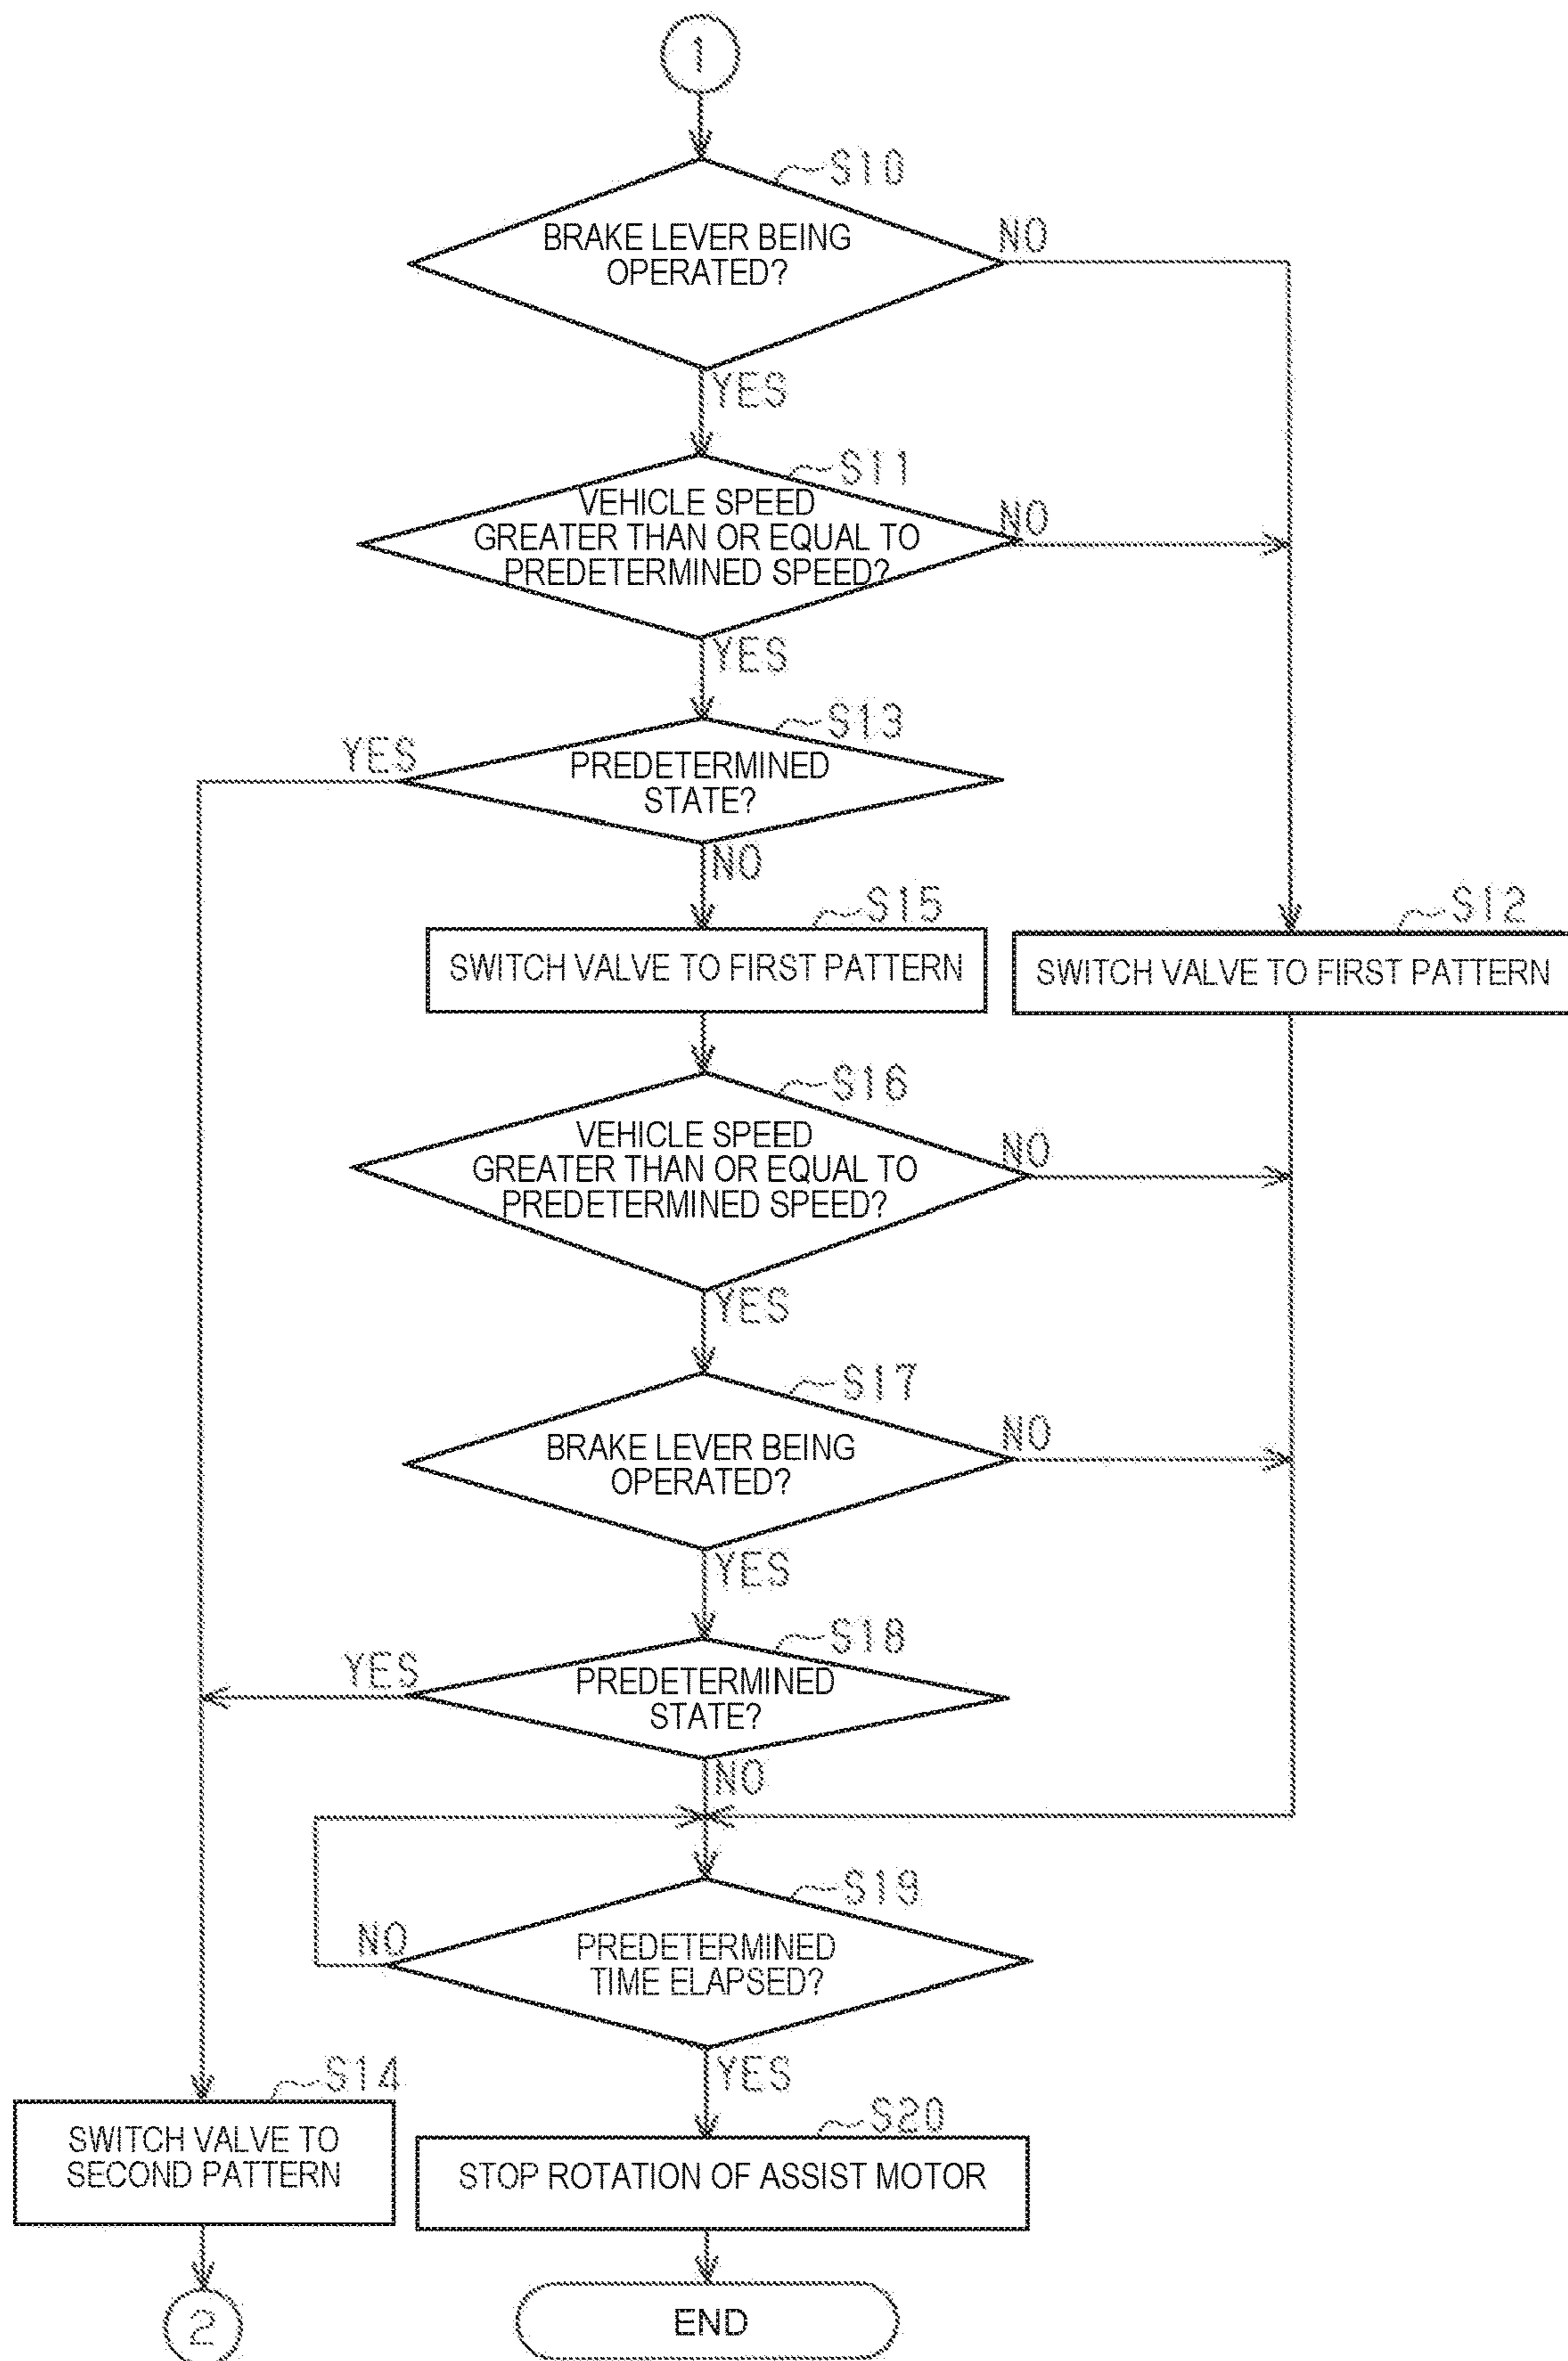 1
S10
BRAKE LEVER BEING
OPERATED?
NO
YES
S11
VEHICLE SPEED
GREATER THAN OR EQUAL TO
PREDETERMINED SPEED?
NO
YES
S13
YES
PREDETERMINED
STATE?
NO
S15
SWITCH VALVE TO FIRST PATTERN
S12
SWITCH VALVE TO FIRST PATTERN
S16
VEHICLE SPEED
GREATER THAN OR EQUAL TO
PREDETERMINED SPEED?
NO
YES
S17
BRAKE LEVER BEING
OPERATED?
NO
YES
S18
YES
PREDETERMINED
STATE?
NO
S19
NO
PREDETERMINED
TIME ELAPSED?
YES
S14
SWITCH VALVE TO
SECOND PATTERN
S20
STOP ROTATION OF ASSIST MOTOR
2
END